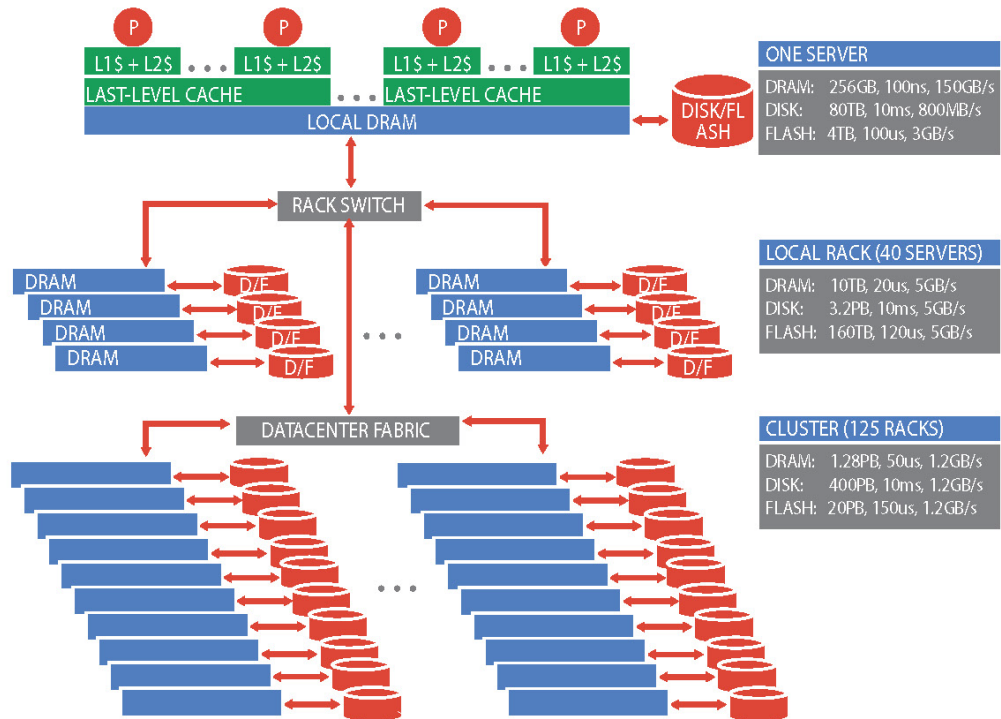 P P P P
L1$ + L2$ L1$ + L2$ L1$ + L2$ L1$ + L2$
LAST-LEVEL CACHE LAST-LEVEL CACHE
LOCAL DRAM
DISK/FL
ASH
ONE SERVER
DRAM: 256GB, 100ns, 150GB/s
DISK: 80TB, 10ms, 800MB/s
FLASH: 4TB, 100us, 3GB/s
RACK SWITCH
DRAM D/F DRAM D/F
DRAM D/F DRAM D/F
DRAM D/F DRAM D/F
DRAM D/F DRAM D/F
LOCAL RACK (40 SERVERS)
DRAM: 10TB, 20us, 5GB/s
DISK: 3.2PB, 10ms, 5GB/s
FLASH: 160TB, 120us, 5GB/s
DATACENTER FABRIC
CLUSTER (125 RACKS)
DRAM: 1.28PB, 50us, 1.2GB/s
DISK: 400PB, 10ms, 1.2GB/s
FLASH: 20PB, 150us, 1.2GB/s